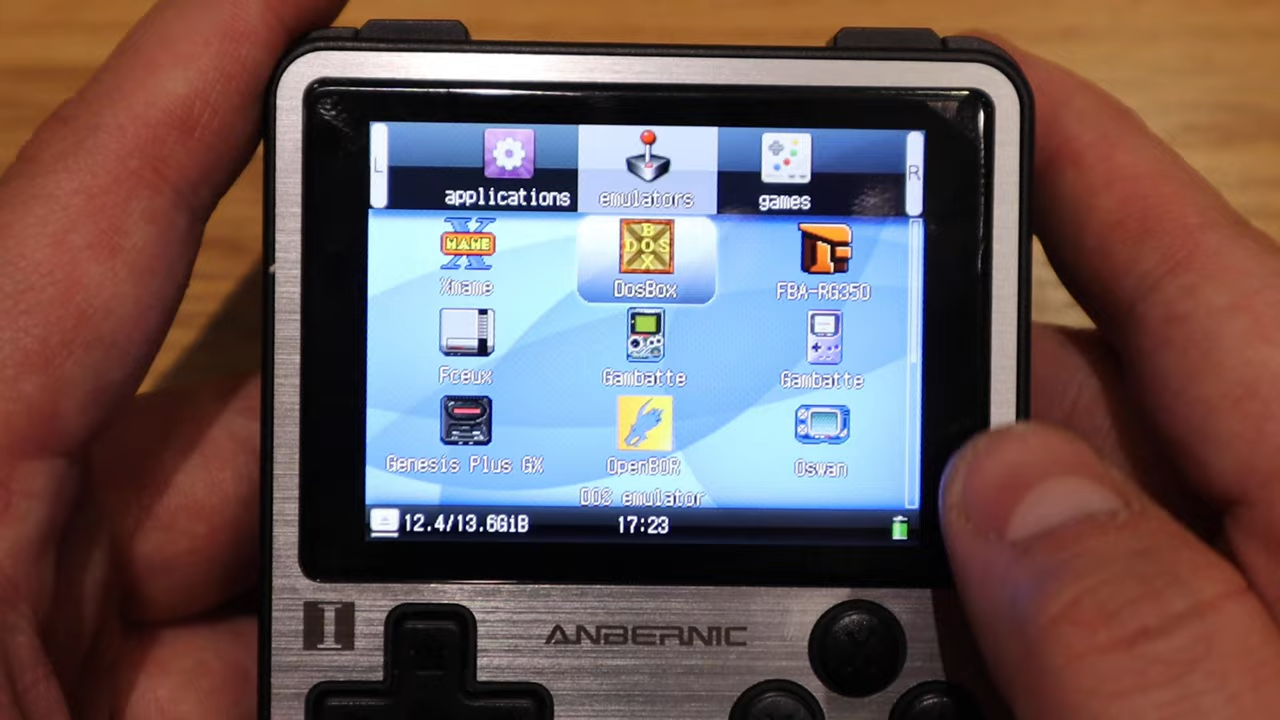 L
applications
emulators
games
R
MAME
Xmame
B
DOS
X
DosBox
FBA-RG350
Fceux
Gambatte
Gambatte
Genesis Plus GX
OpenBOR
Oswan
DOS emulator
12.4/13.6GiB
17:23
I
ANBERNIC
X